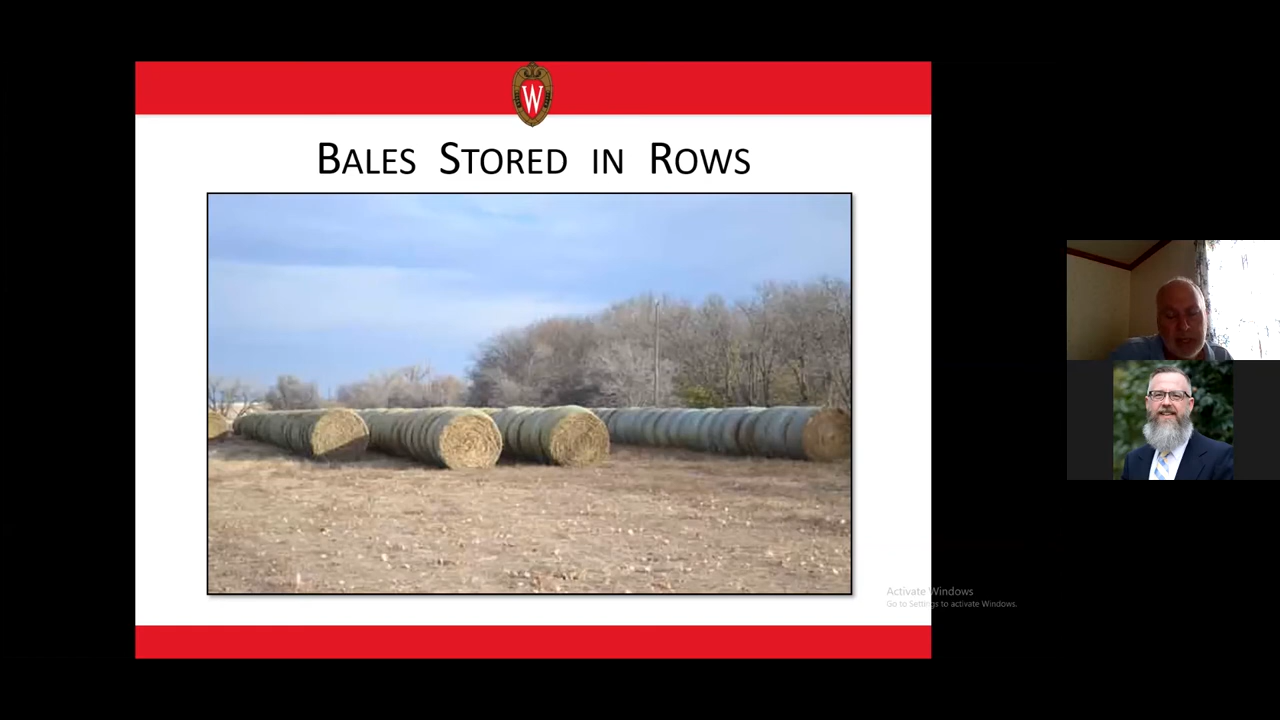 W
BALES STORED IN ROWS
Activate Windows
Go to Settings to activate Windows.